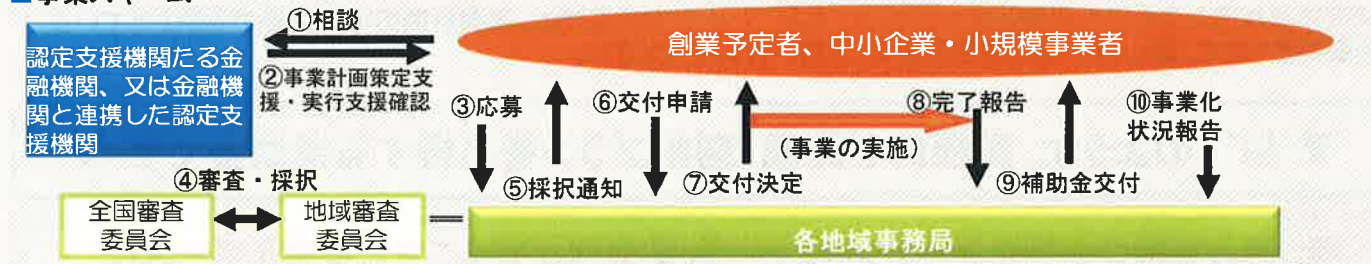 ■事業スキーム
①相談
創業予定者、中小企業・小規模事業者
認定支援機関たる金
融機関、又は金融機
関と連携した認定支
援機関
②事業計画策定支
援・実行支援確認
③応募
⑥交付申請
⑧完了報告
⑩事業化
状況報告
(事業の実施)
④審査・採択
⑤採択通知
⑦交付決定
⑨補助金交付
全国審査
委員会
地域審査
委員会
各地域事務局